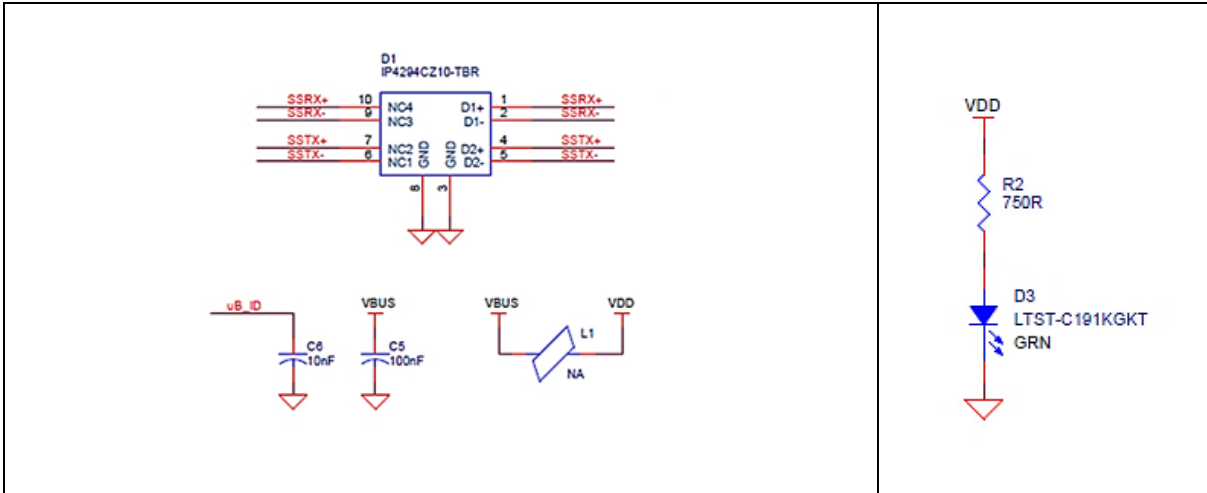 D1
IP4294CZ10-TBR
SSRX+ 10 NC4 D1+ 1 SSRX+
SSRX- 9 NC3 D1- 2 SSRX-
SSTX+ 7 NC2 D2+ 4 SSTX+
SSTX- 6 NC1 D2- 5 SSTX-
GND GND
8 3
uB_ID
C6
10nF
VBUS
C5
100nF
VBUS
VDD
L1
NA
VDD
R2
750R
D3
LTST-C191KGKT
GRN